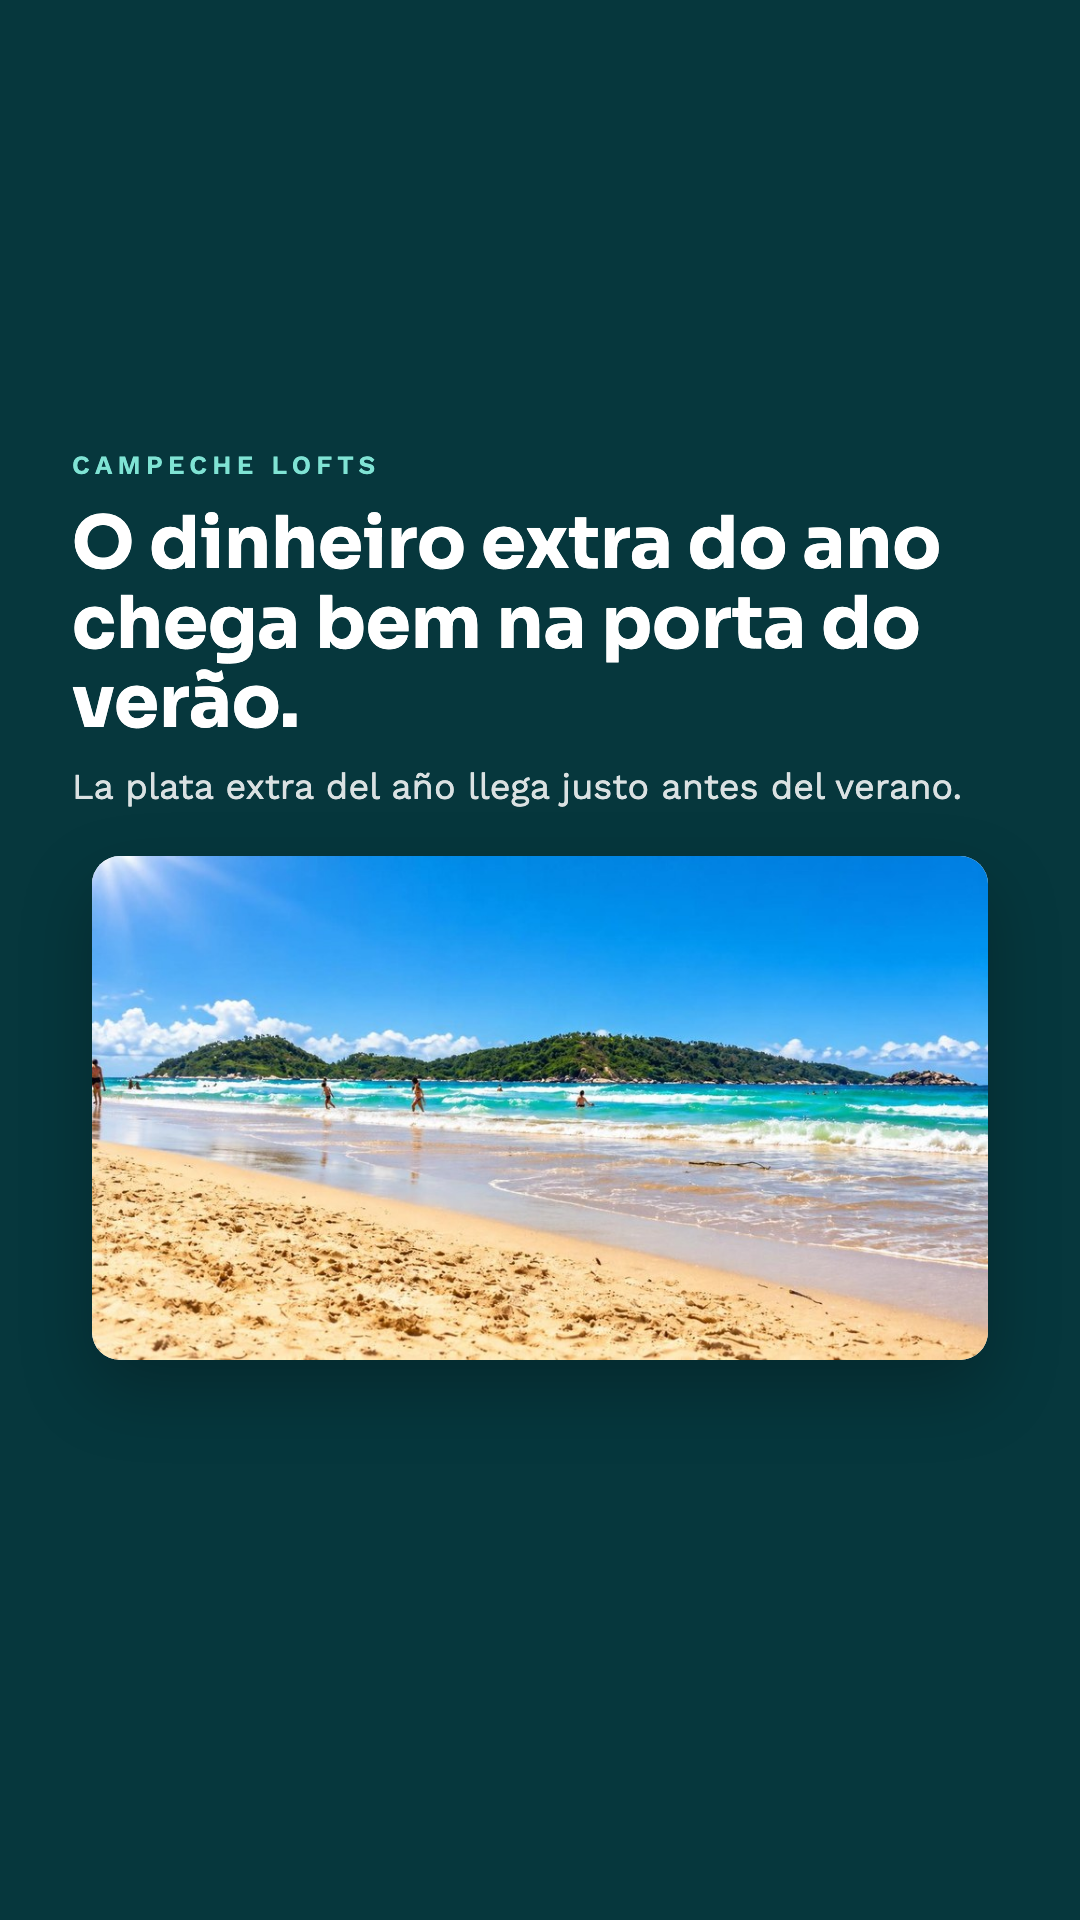 CAMPECHE LOFTS
O dinheiro extra do ano
chega bem na porta do
verão.
La plata extra del año llega justo antes del verano.